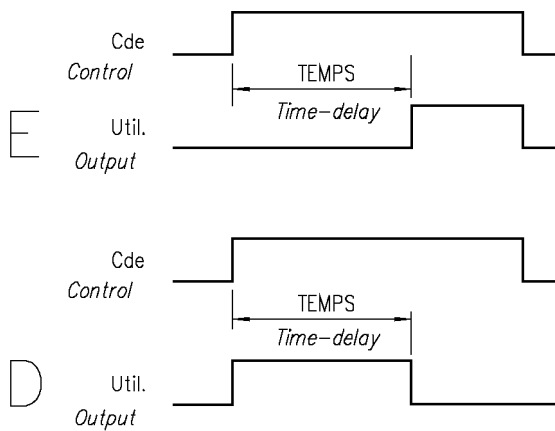 Cde
Control
TEMPS
Time-delay
E
Util.
Output
Cde
Control
TEMPS
Time-delay
D
Util.
Output